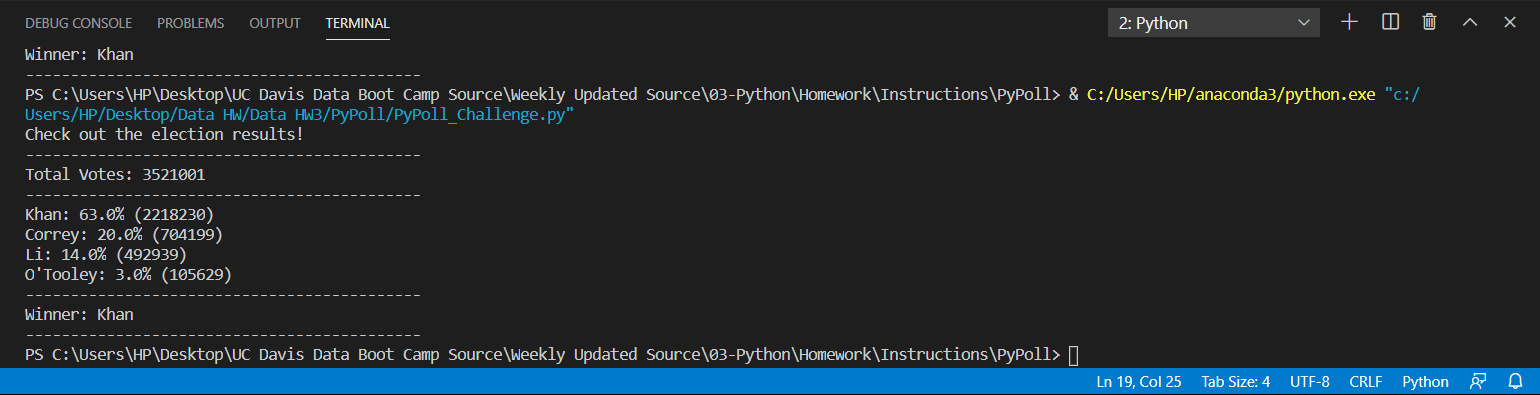 DEBUG CONSOLE PROBLEMS OUTPUT TERMINAL 2: Python
Winner: Khan
--------------------------------------------
PS C:\Users\HP\Desktop\UC Davis Data Boot Camp Source\Weekly Updated Source\03-Python\Homework\Instructions\PyPoll> & C:/Users/HP/anaconda3/python.exe "c:/
Users/HP/Desktop/Data HW/Data HW3/PyPoll/PyPoll_Challenge.py"
Check out the election results!
--------------------------------------------
Total Votes: 3521001
--------------------------------------------
Khan: 63.0% (2218230)
Correy: 20.0% (704199)
Li: 14.0% (492939)
O'Tooley: 3.0% (105629)
--------------------------------------------
Winner: Khan
--------------------------------------------
PS C:\Users\HP\Desktop\UC Davis Data Boot Camp Source\Weekly Updated Source\03-Python\Homework\Instructions\PyPoll>
Ln 19, Col 25 Tab Size: 4 UTF-8 CRLF Python